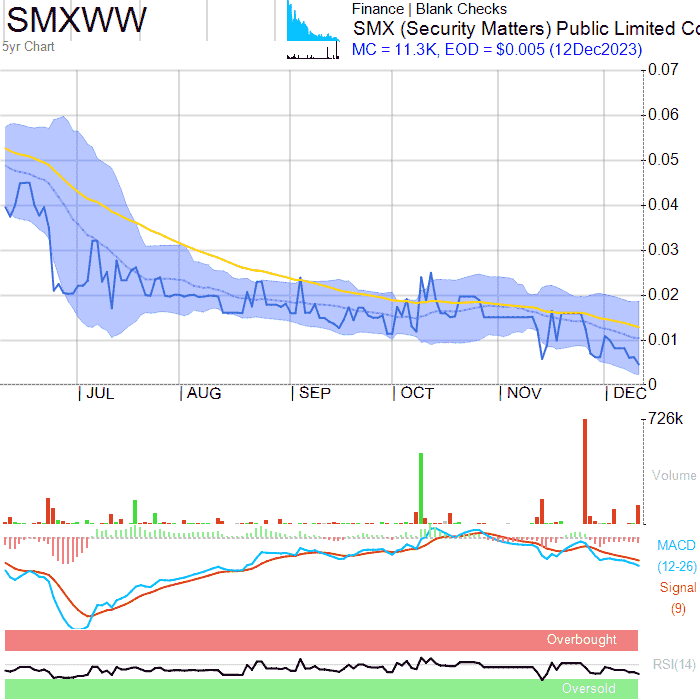 SMXWW
5yr Chart
Finance | Blank Checks
SMX (Security Matters) Public Limited Co
MC = 11.3K, EOD = $0.005 (12Dec2023)
0.07
0.06
0.05
0.04
0.03
0.02
0.01
0
JUL AUG SEP OCT NOV DEC
726k
Volume
MACD
(12-26)
Signal
(9)
Overbought
RSI(14)
Oversold